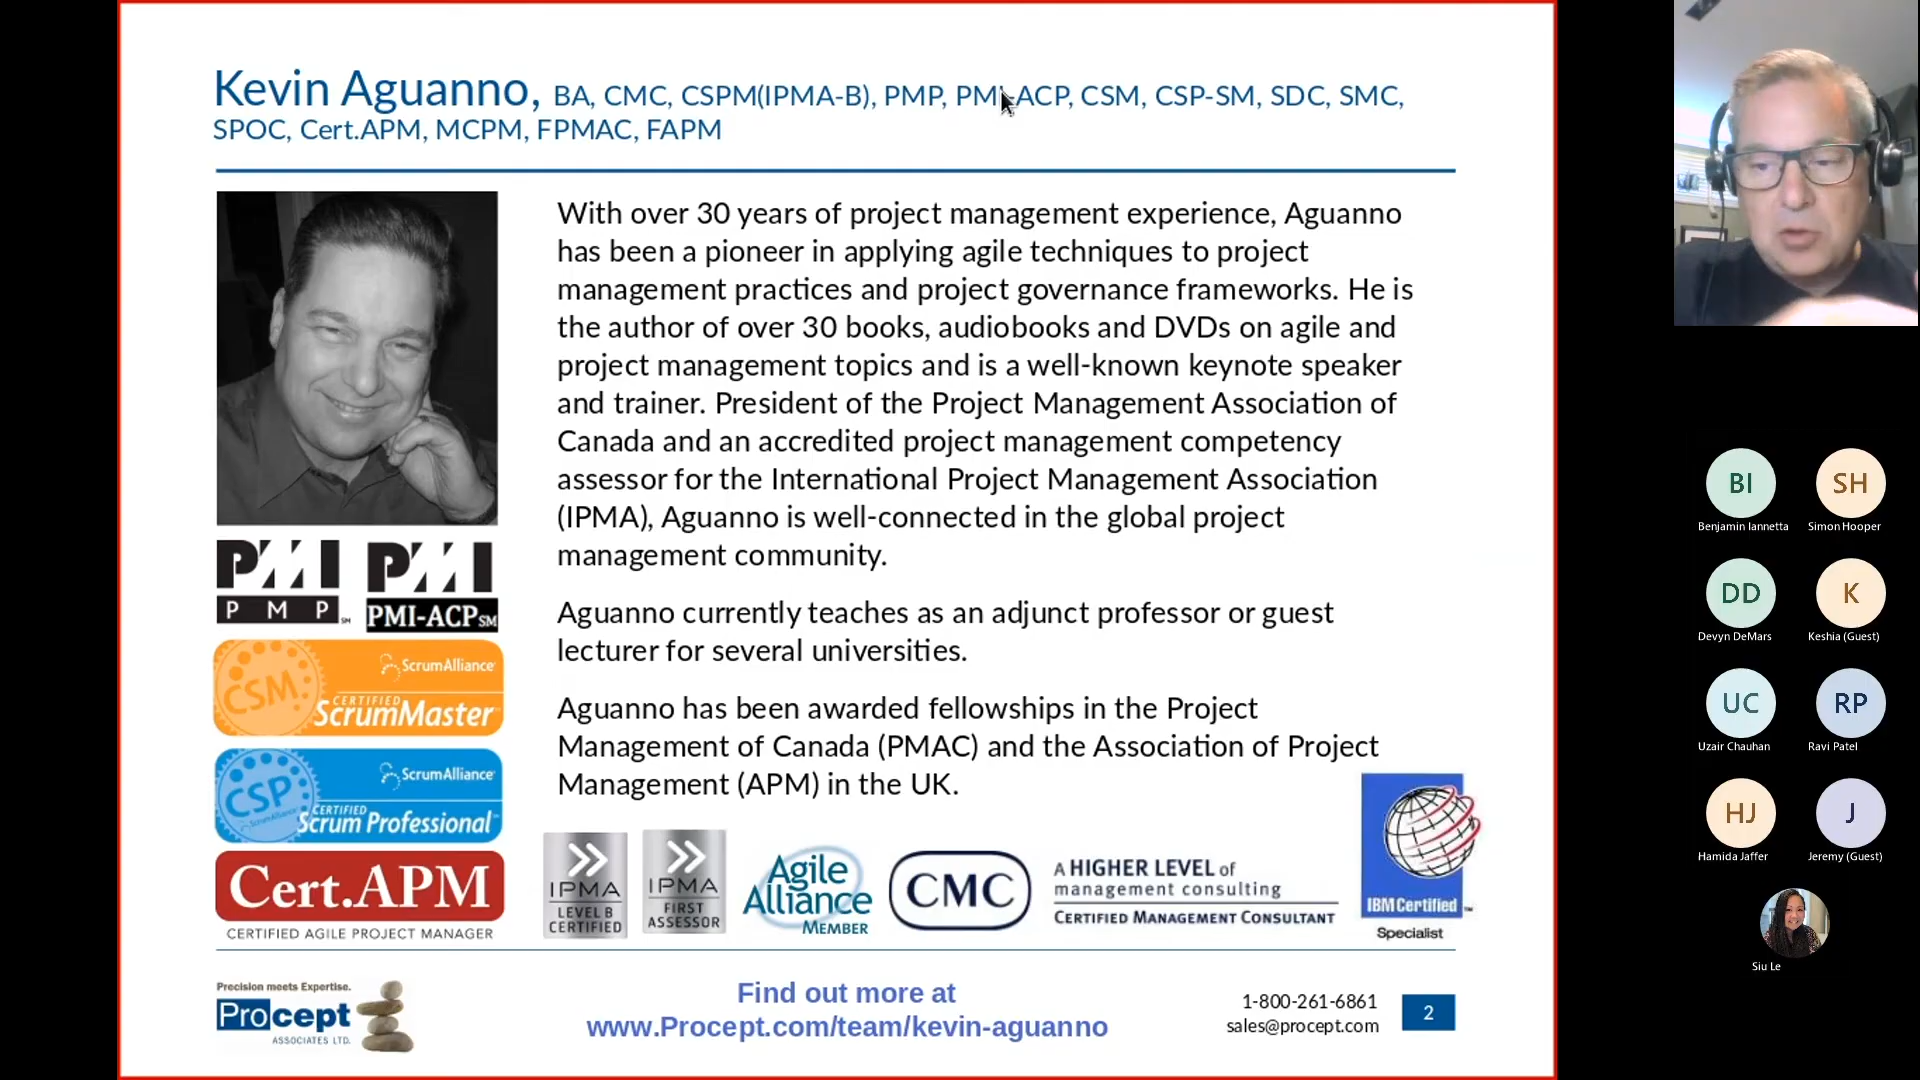 Kevin Aguanno, BA, CMC, CSPM(IPMA-B), PMP, PMI-ACP, CSM, CSP-SM, SDC, SMC,
SPOC, Cert.APM, MCPM, FPMAC, FAPM
With over 30 years of project management experience, Aguanno
has been a pioneer in applying agile techniques to project
management practices and project governance frameworks. He is
the author of over 30 books, audiobooks and DVDs on agile and
project management topics and is a well-known keynote speaker
and trainer. President of the Project Management Association of
Canada and an accredited project management competency
assessor for the International Project Management Association
(IPMA), Aguanno is well-connected in the global project
management community.
Aguanno currently teaches as an adjunct professor or guest
lecturer for several universities.
Aguanno has been awarded fellowships in the Project
Management of Canada (PMAC) and the Association of Project
Management (APM) in the UK.
PMI
PMP SM
PMI
PMI-ACP SM
CSM
ScrumAlliance
CERTIFIED
ScrumMaster
CSP
ScrumAlliance
ScrumAlliance
CERTIFIED
Scrum Professional
Cert.APM
CERTIFIED AGILE PROJECT MANAGER
IPMA
LEVEL B
CERTIFIED
IPMA
FIRST
ASSESSOR
Agile
Alliance
MEMBER
CMC
A HIGHER LEVEL of
management consulting
CERTIFIED MANAGEMENT CONSULTANT
IBM Certified
Specialist
Precision meets Expertise.
Procept
ASSOCIATES LTD.
Find out more at
www.Procept.com/team/kevin-aguanno
1-800-261-6861
sales@procept.com
2
BI
Benjamin Iannetta
SH
Simon Hooper
DD
Devyn DeMars
K
Keshia (Guest)
UC
Uzair Chauhan
RP
Ravi Patel
HJ
Hamida Jaffer
J
Jeremy (Guest)
Siu Le